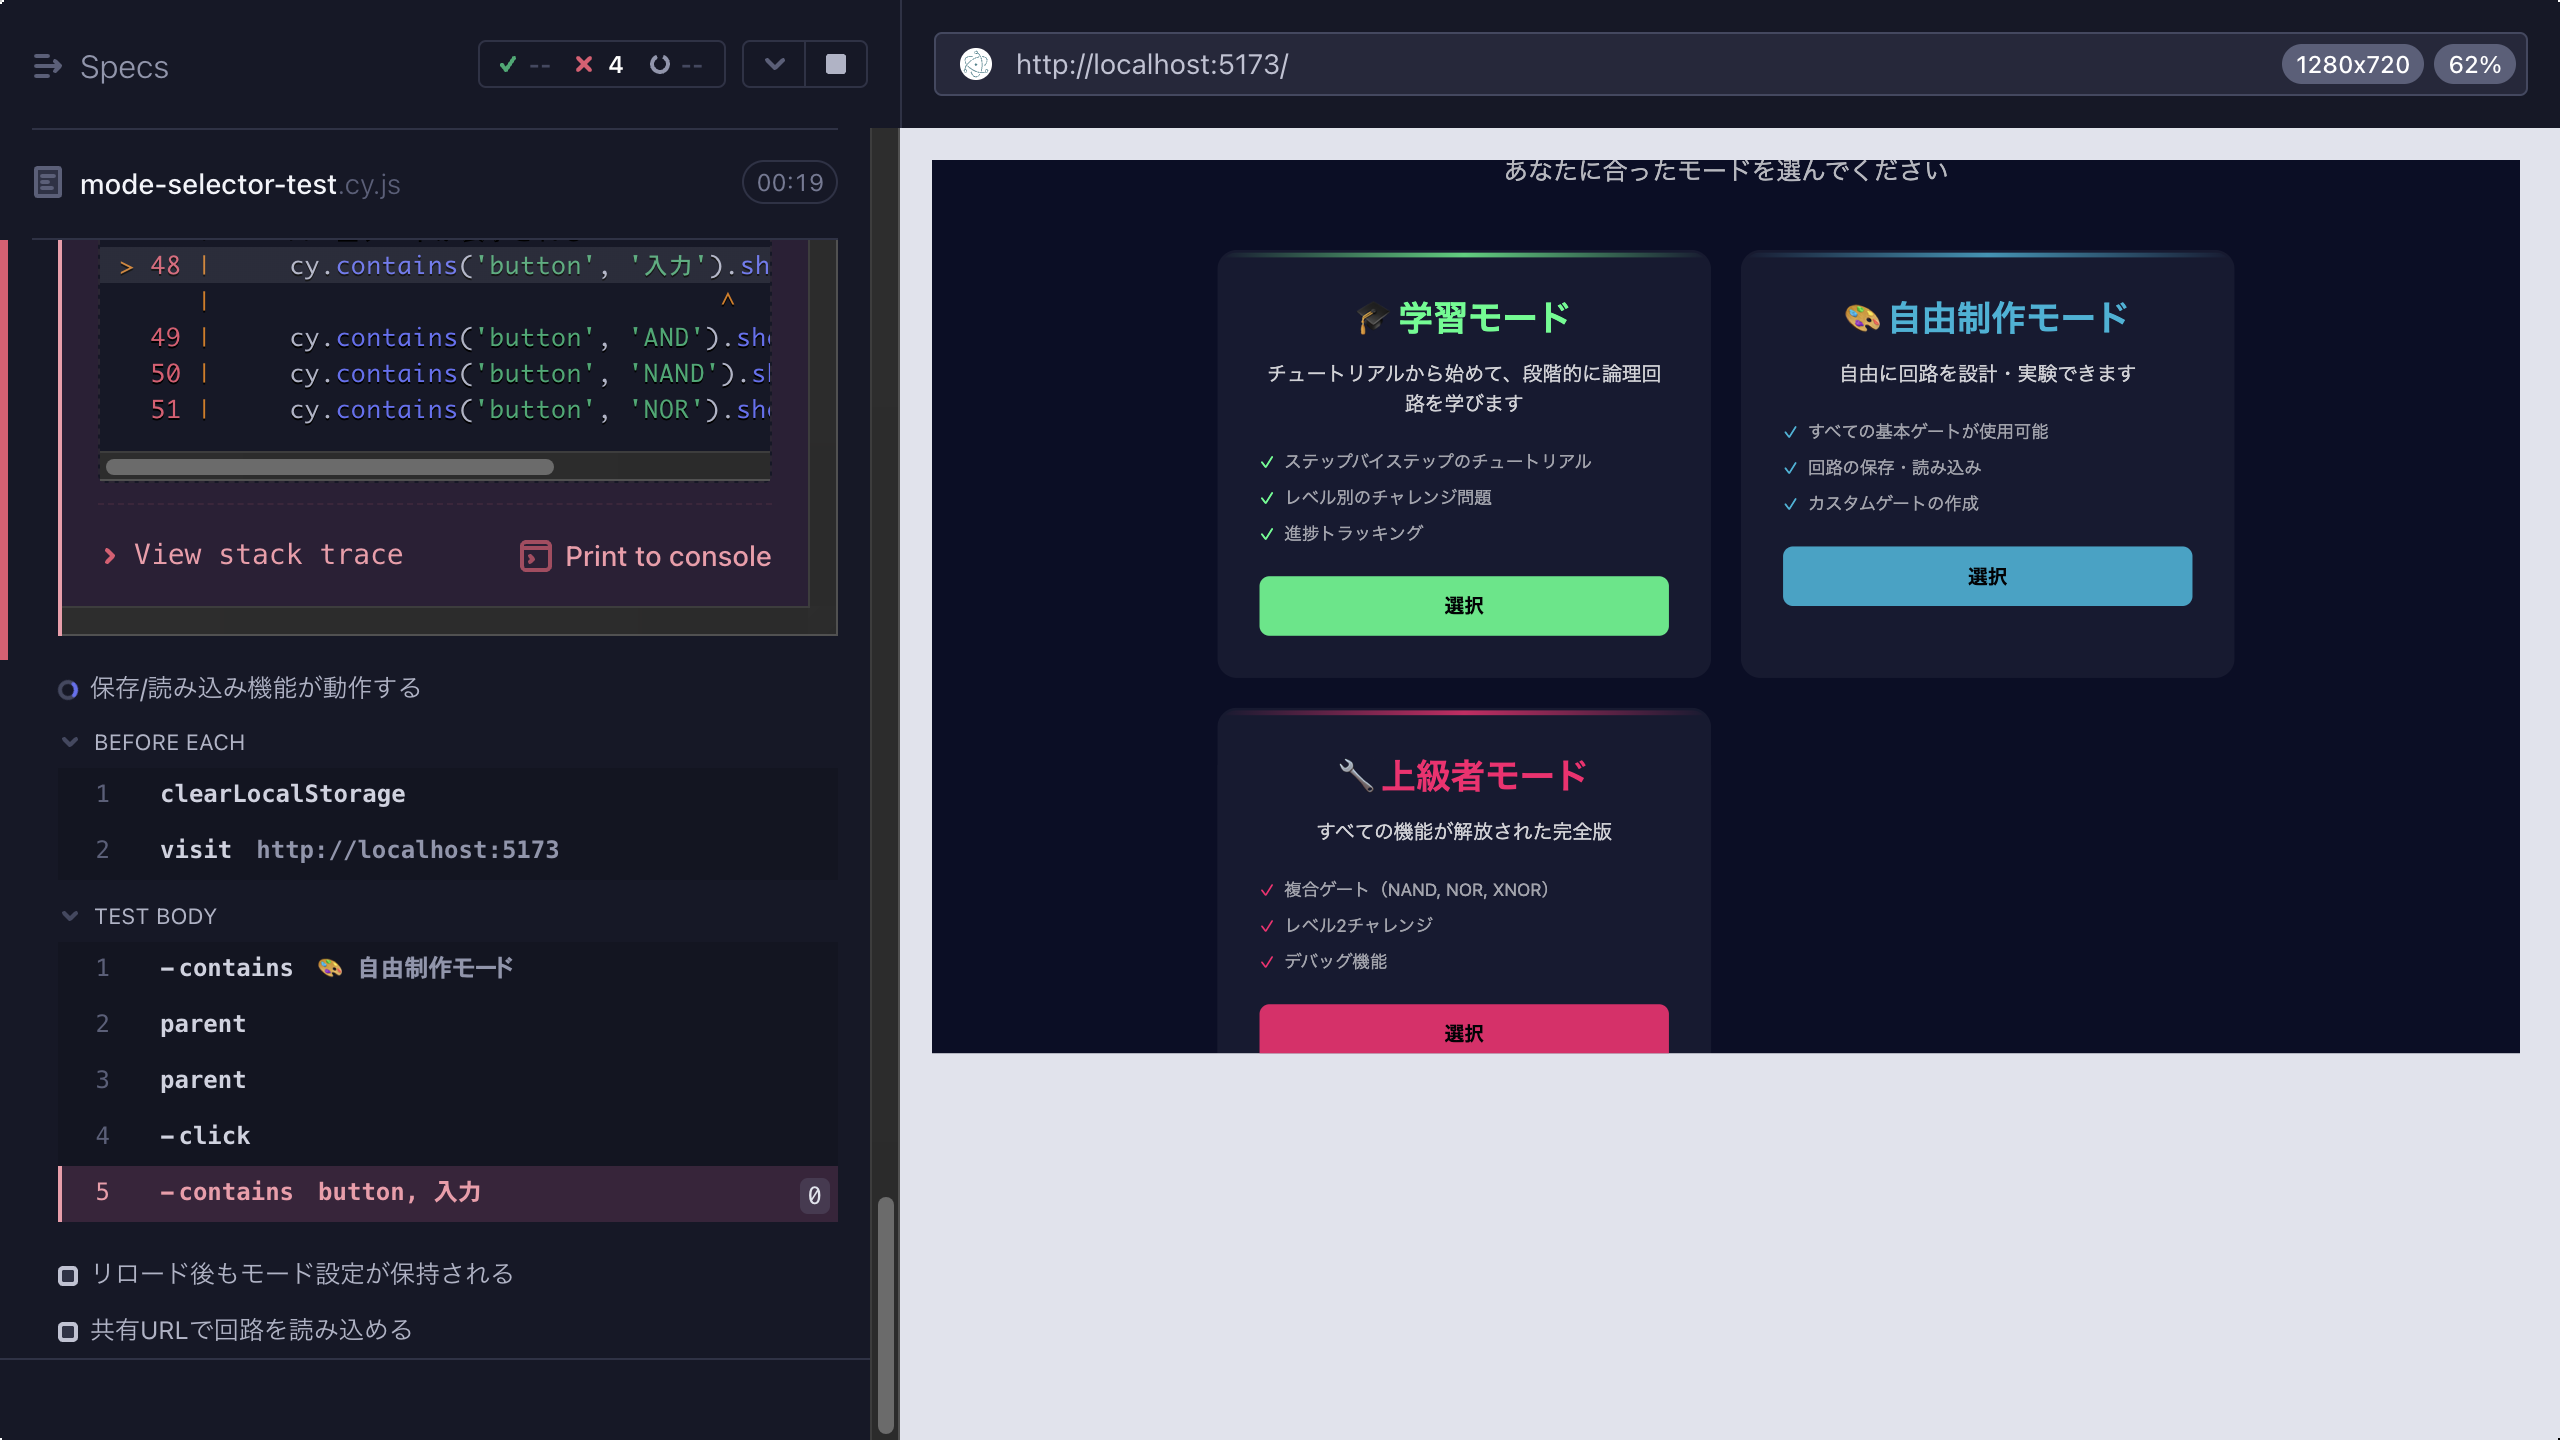 Specs
-- 4 --
mode-selector-test.cy.js
00:19
> 48 | cy.contains('button', '入力').sh
| ^
49 | cy.contains('button', 'AND').sh
50 | cy.contains('button', 'NAND').sh
51 | cy.contains('button', 'NOR').sh
View stack trace
Print to console
保存/読み込み機能が動作する
BEFORE EACH
1 clearLocalStorage
2 visit http://localhost:5173
TEST BODY
1 -contains 🎨 自由制作モード
2 parent
3 parent
4 -click
5 -contains button, 入力 0
リロード後もモード設定が保持される
共有URLで回路を読み込める
http://localhost:5173/
1280x720 62%
あなたに合ったモードを選んでください
🎓 学習モード
チュートリアルから始めて、段階的に論理回
路を学びます
✓ ステップバイステップのチュートリアル
✓ レベル別のチャレンジ問題
✓ 進捗トラッキング
選択
🎨 自由制作モード
自由に回路を設計・実験できます
✓ すべての基本ゲートが使用可能
✓ 回路の保存・読み込み
✓ カスタムゲートの作成
選択
🔧 上級者モード
すべての機能が解放された完全版
✓ 複合ゲート（NAND, NOR, XNOR）
✓ レベル2チャレンジ
✓ デバッグ機能
選択